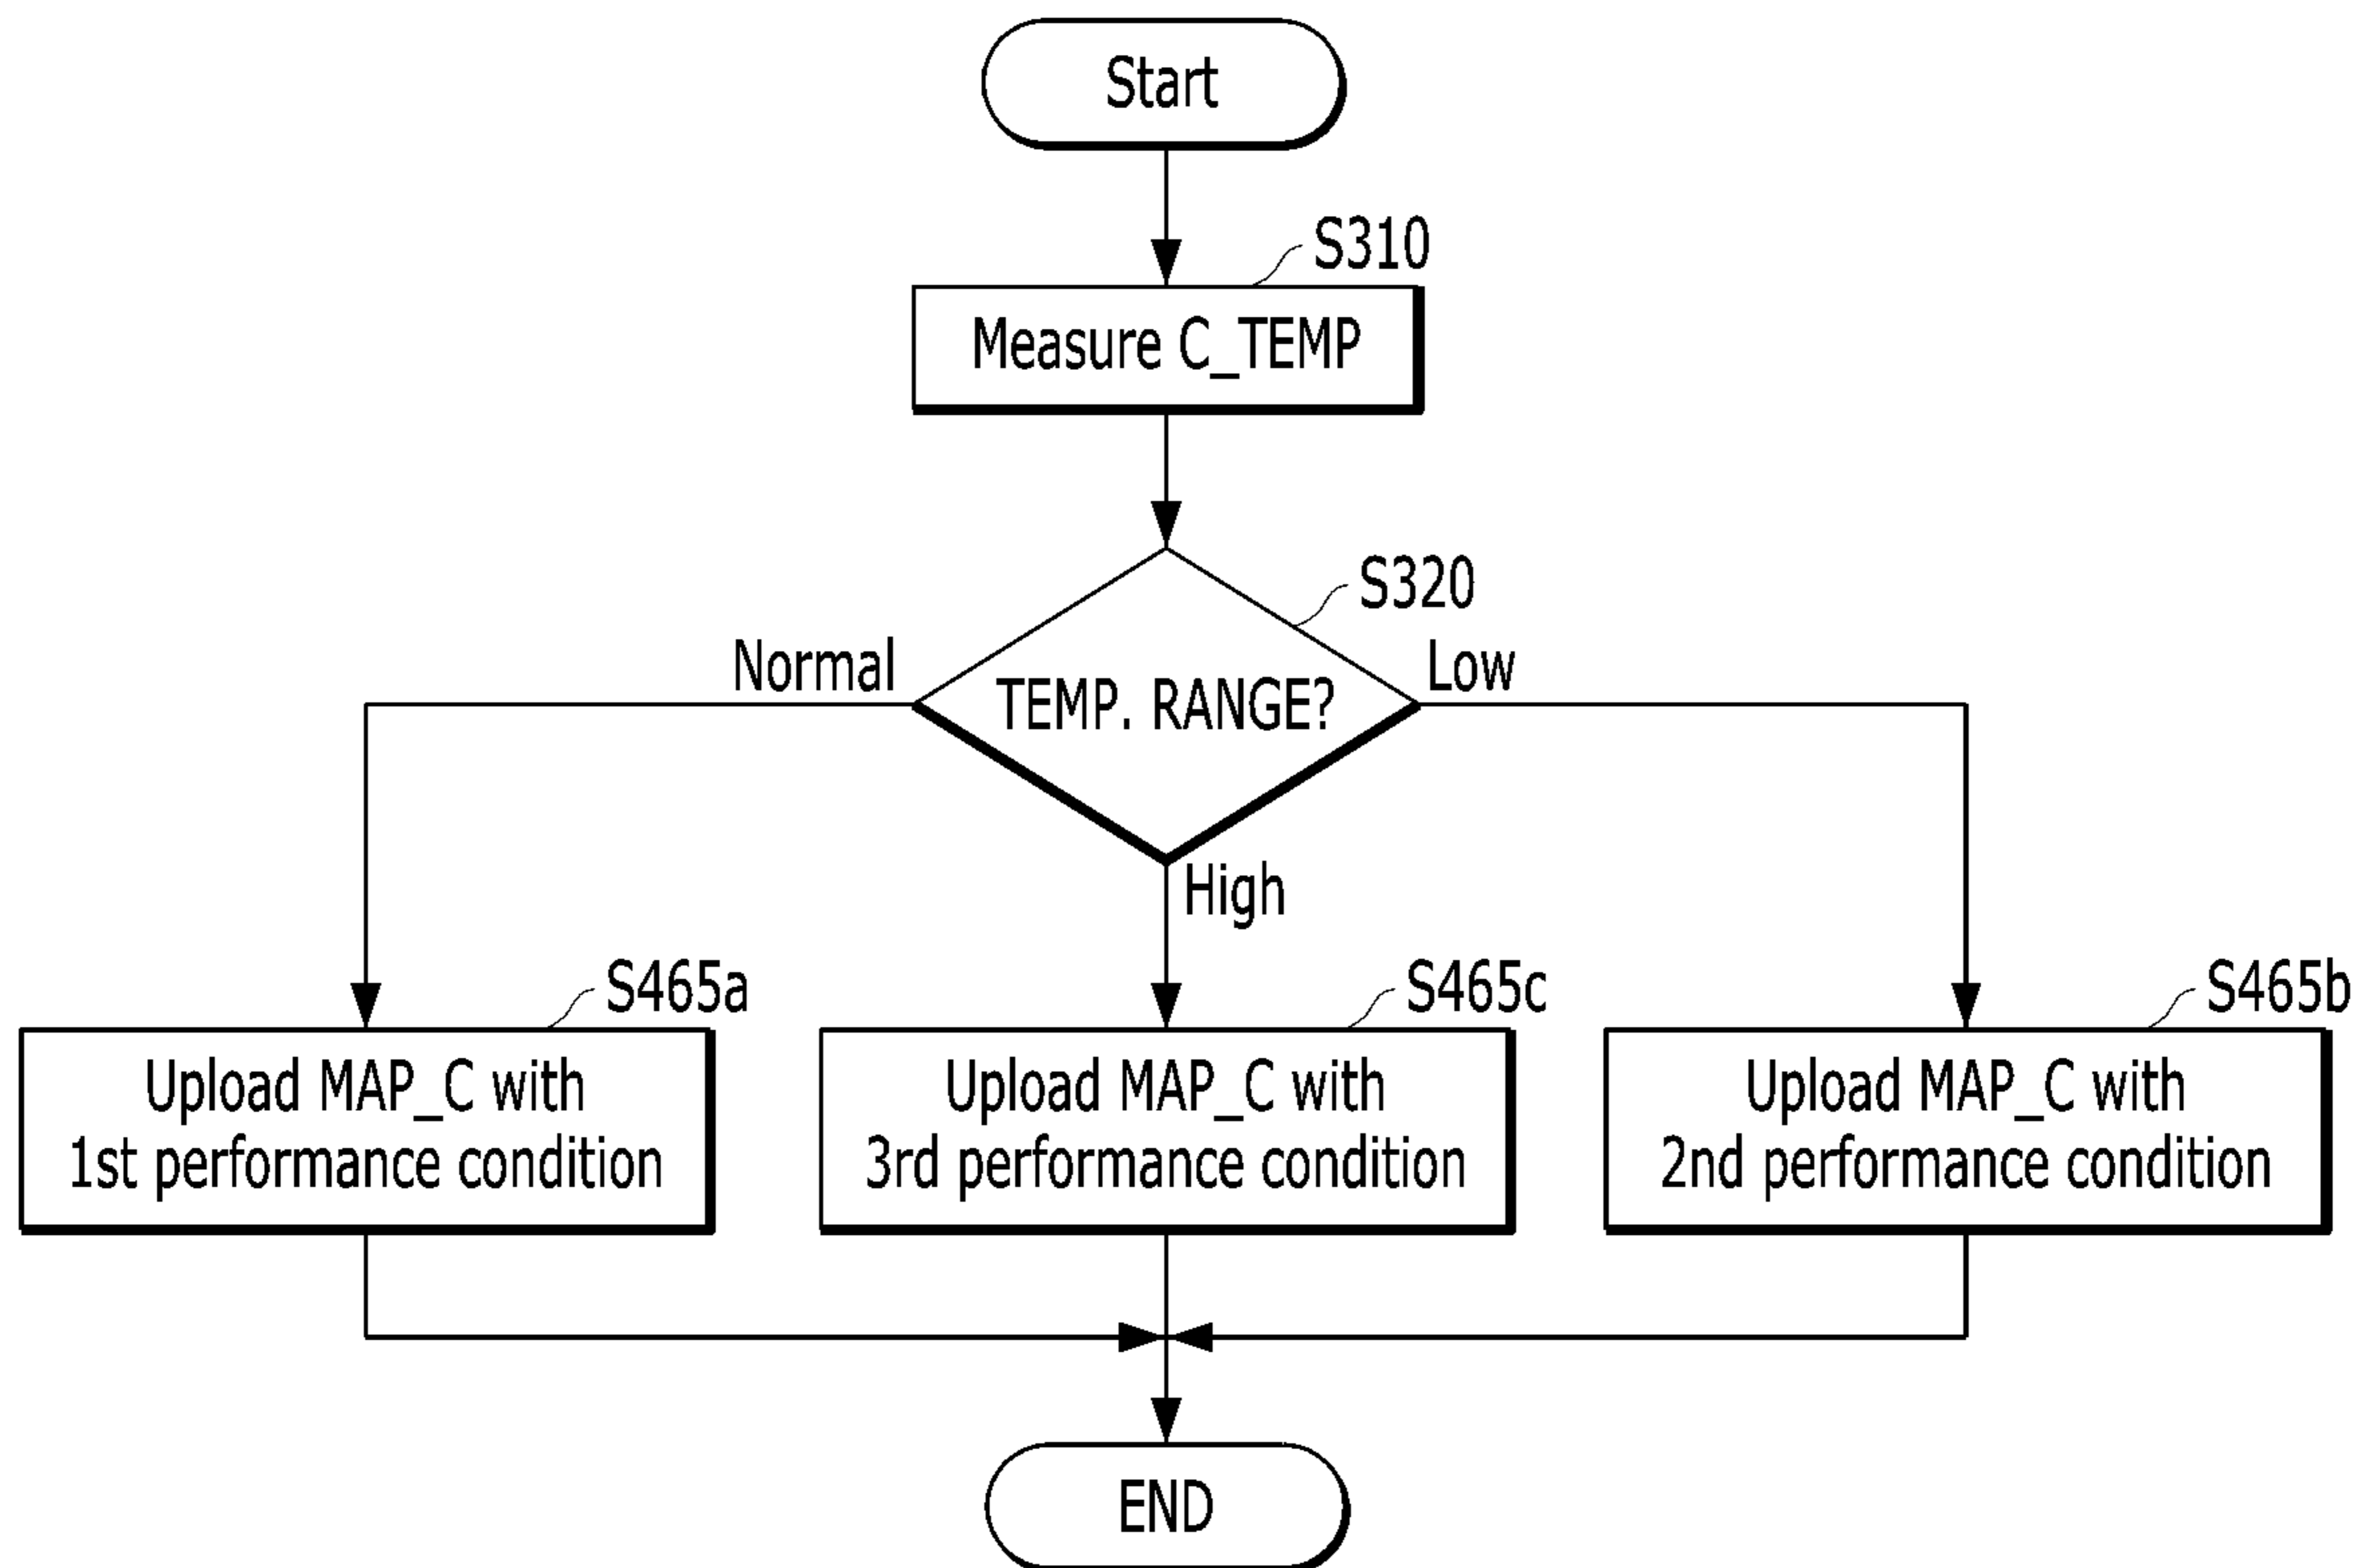 Start
S310
Measure C_TEMP
S320
Normal
TEMP. RANGE?
Low
High
S465a
S465c
S465b
Upload MAP_C with
1st performance condition
Upload MAP_C with
3rd performance condition
Upload MAP_C with
2nd performance condition
END